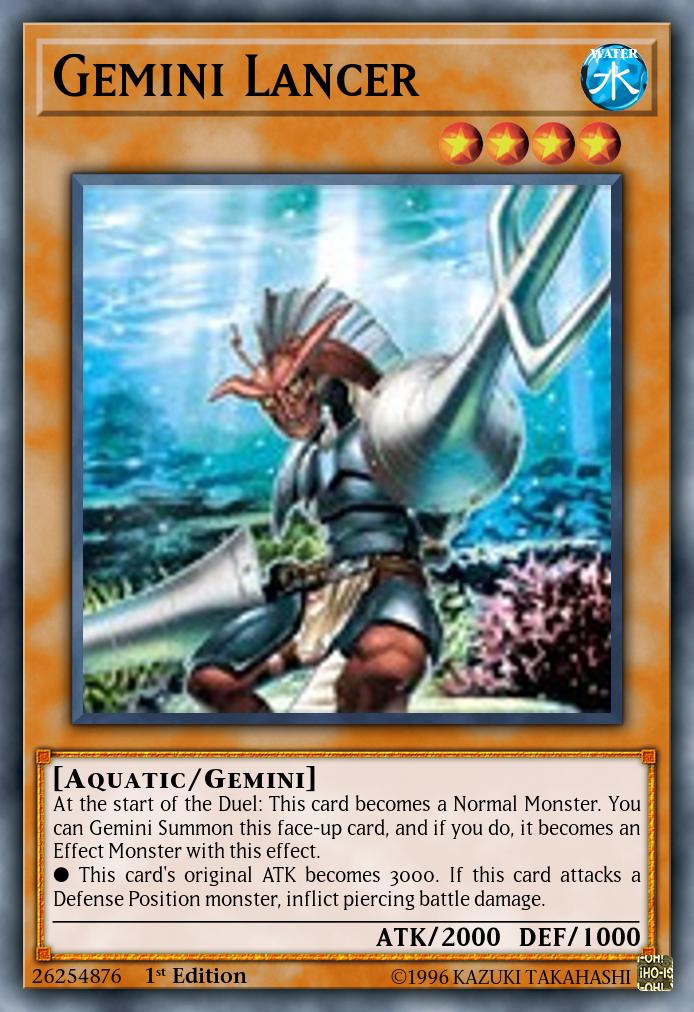 Gemini Lancer
WATER
水
[Aquatic/Gemini]
At the start of the Duel: This card becomes a Normal Monster. You
can Gemini Summon this face-up card, and if you do, it becomes an
Effect Monster with this effect.
● This card's original ATK becomes 3000. If this card attacks a
Defense Position monster, inflict piercing battle damage.
ATK/2000 DEF/1000
26254876 1st Edition ©1996 KAZUKI TAKAHASHI